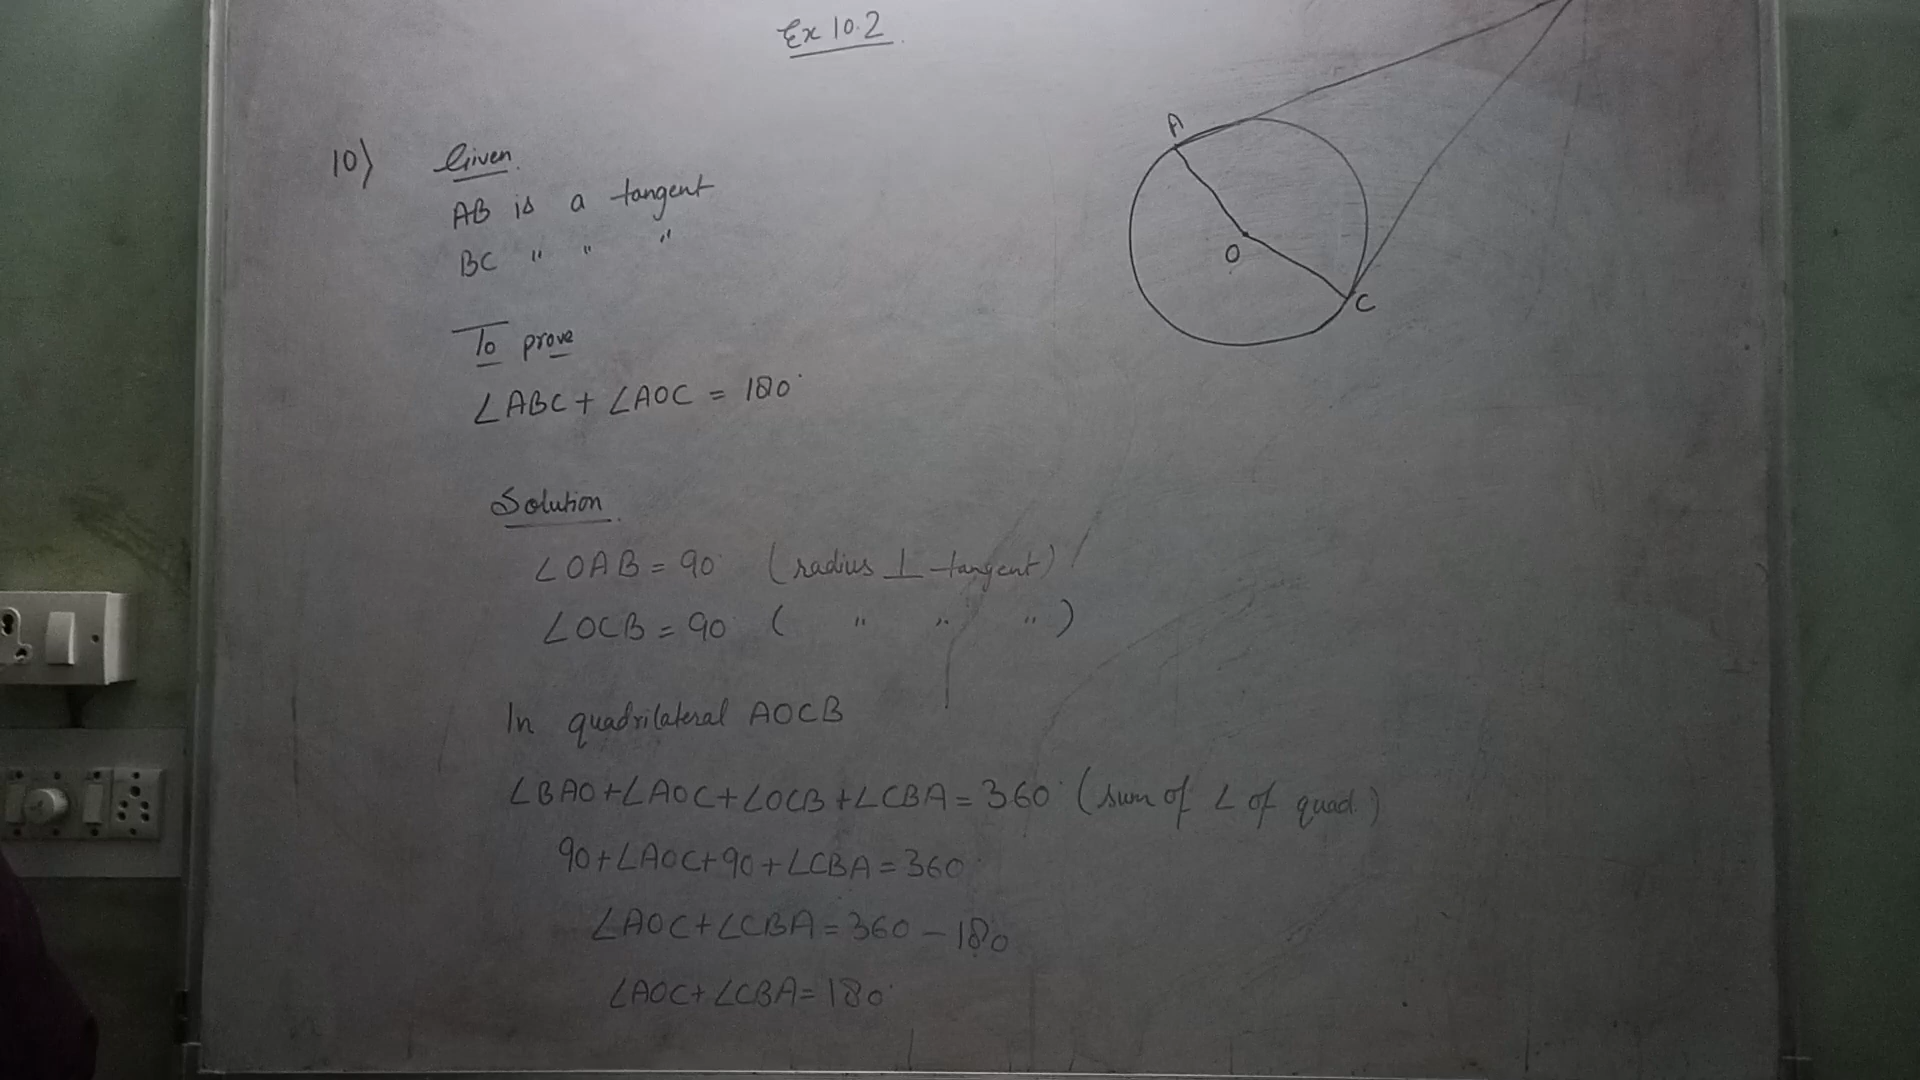 Ex 10.2
10) Given
AB is a tangent
BC " " "
To prove
∠ABC + ∠AOC = 180°
Solution
∠OAB = 90° (radius ⊥ tangent)
∠OCB = 90° ( " " " )
In quadrilateral AOCB
∠BAO + ∠AOC + ∠OCB + ∠CBA = 360° (sum of ∠ of quad.)
90 + ∠AOC + 90 + ∠CBA = 360°
∠AOC + ∠CBA = 360 - 180
∠AOC + ∠CBA = 180°
A
O
C